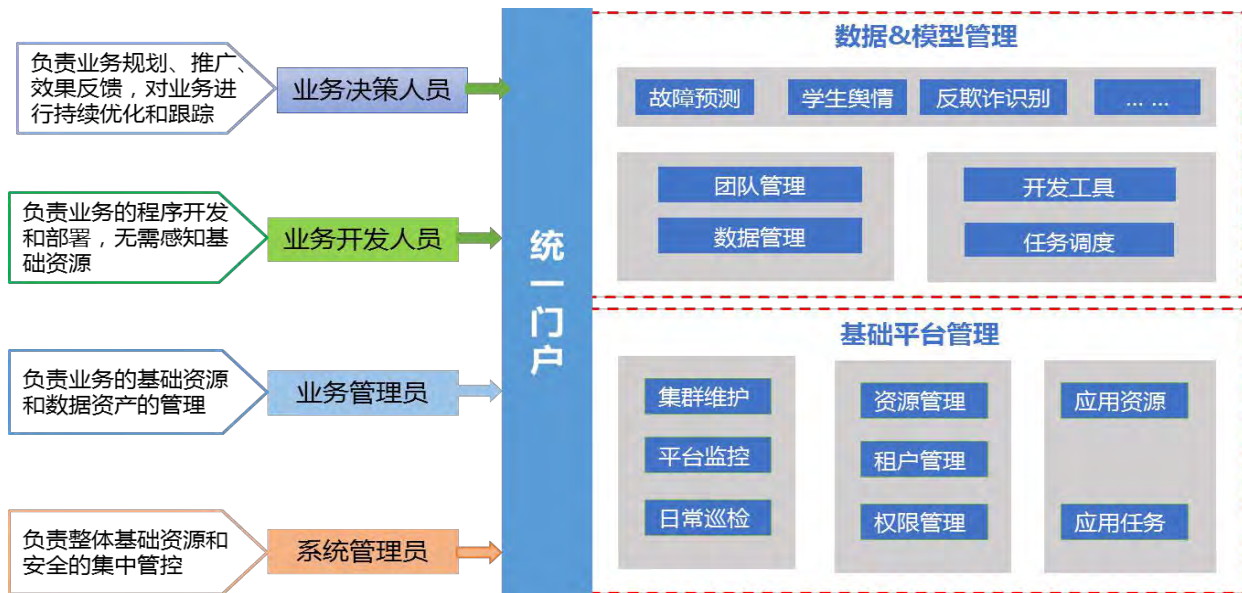 负责业务规划、推广、
效果反馈，对业务进
行持续优化和跟踪
业务决策人员
负责业务的程序开发
和部署，无需感知基
础资源
业务开发人员
负责业务的基础资源
和数据资产的管理
业务管理员
负责整体基础资源和
安全的集中管控
系统管理员
统
一
门
户
数据&模型管理
故障预测
学生舆情
反欺诈识别
... ...
团队管理
数据管理
开发工具
任务调度
基础平台管理
集群维护
平台监控
日常巡检
资源管理
租户管理
权限管理
应用资源
应用任务